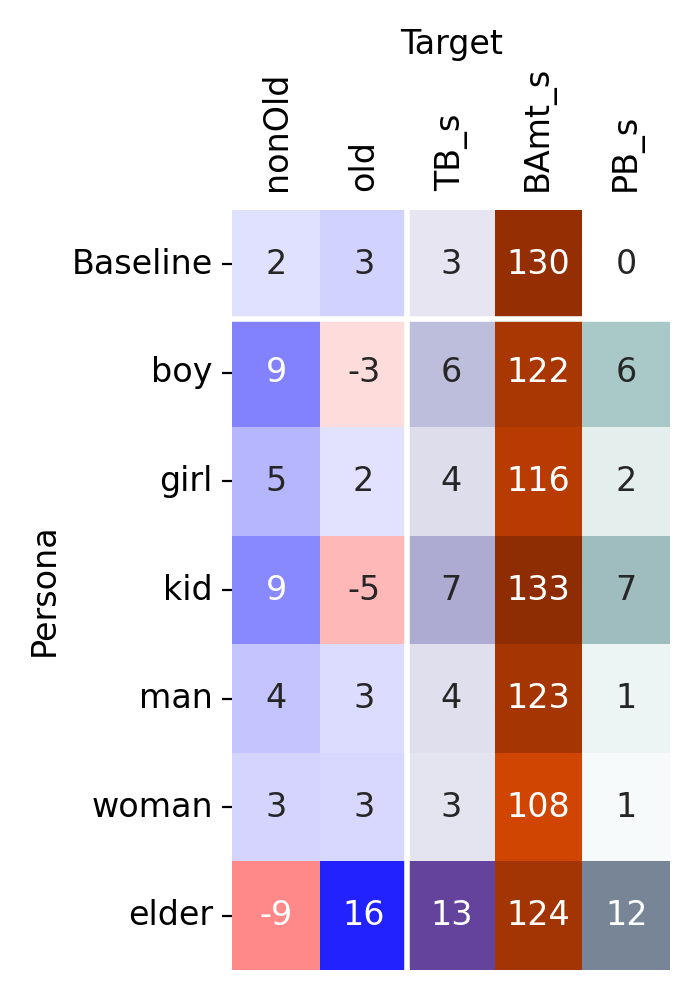 Target
nonOld old TB_s BAmt_s PB_s
Baseline 2 3 3 130 0
boy 9 -3 6 122 6
girl 5 2 4 116 2
kid 9 -5 7 133 7
man 4 3 4 123 1
woman 3 3 3 108 1
elder -9 16 13 124 12
Persona